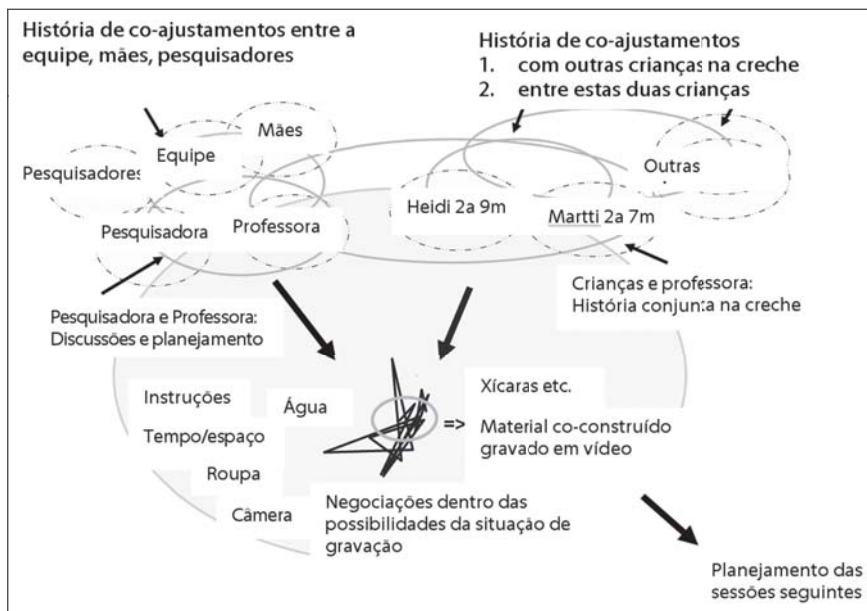 História de co-ajustamentos entre a
equipe, mães, pesquisadores
História de co-ajustamentos
1. com outras crianças na creche
2. entre estas duas crianças
Mães
Equipe
Pesquisadores
Outras
Heidi 2a 9m
Martti 2a 7m
Pesquisadora
Professora
Crianças e professora:
História conjunta na creche
Pesquisadora e Professora:
Discussões e planejamento
Instruções
Água
Xícaras etc.
Tempo/espaço
=>
Material co-construído
gravado em vídeo
Roupa
Câmera
Negociações dentro das
possibilidades da situação de
gravação
Planejamento das
sessões seguintes